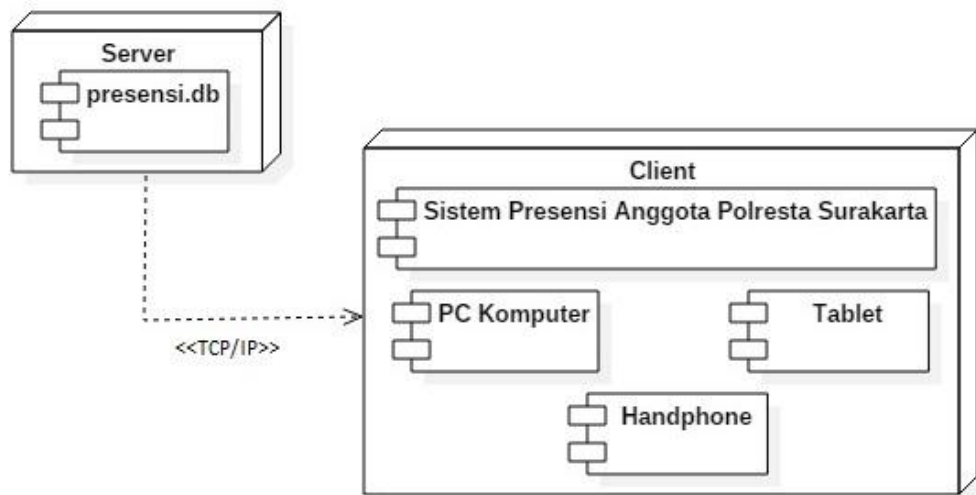 Server
presensi.db
Client
Sistem Presensi Anggota Polresta Surakarta
PC Komputer
Tablet
<<TCP/IP>>
Handphone